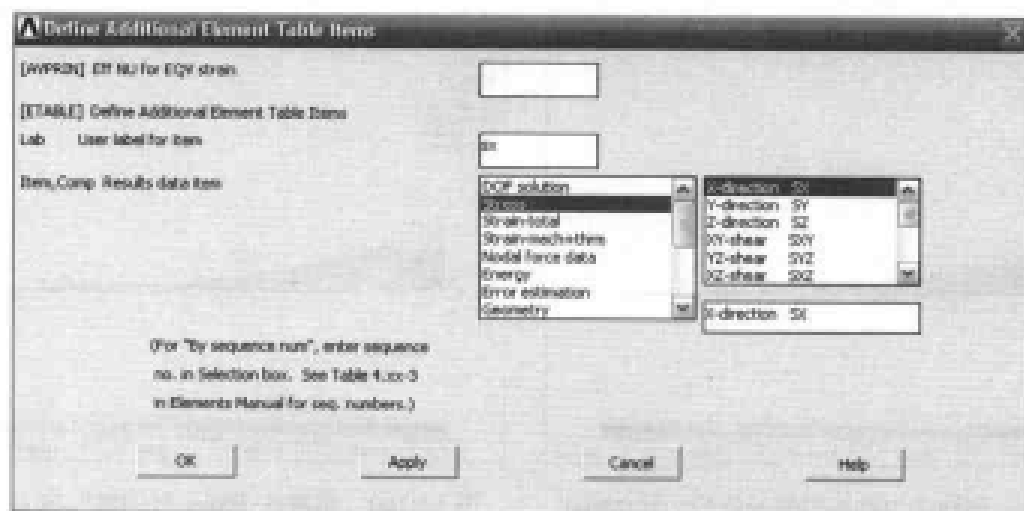 Define Additional Element Table Items
[AVPRIN] Eff NU for EQV strain
[ETABLE] Define Additional Element Table Items
Lab User label for item
sx
Item,Comp Results data item
DOF solution
Stress
Strain-total
Strain-mech+thrm
Nodal force data
Energy
Error estimation
Geometry
X-direction SX
Y-direction SY
Z-direction SZ
XY-shear SXY
YZ-shear SYZ
XZ-shear SXZ
X-direction SX
(For "By sequence num", enter sequence
no. in Selection box. See Table 4.xx-3
in Elements Manual for seq. numbers.)
OK
Apply
Cancel
Help